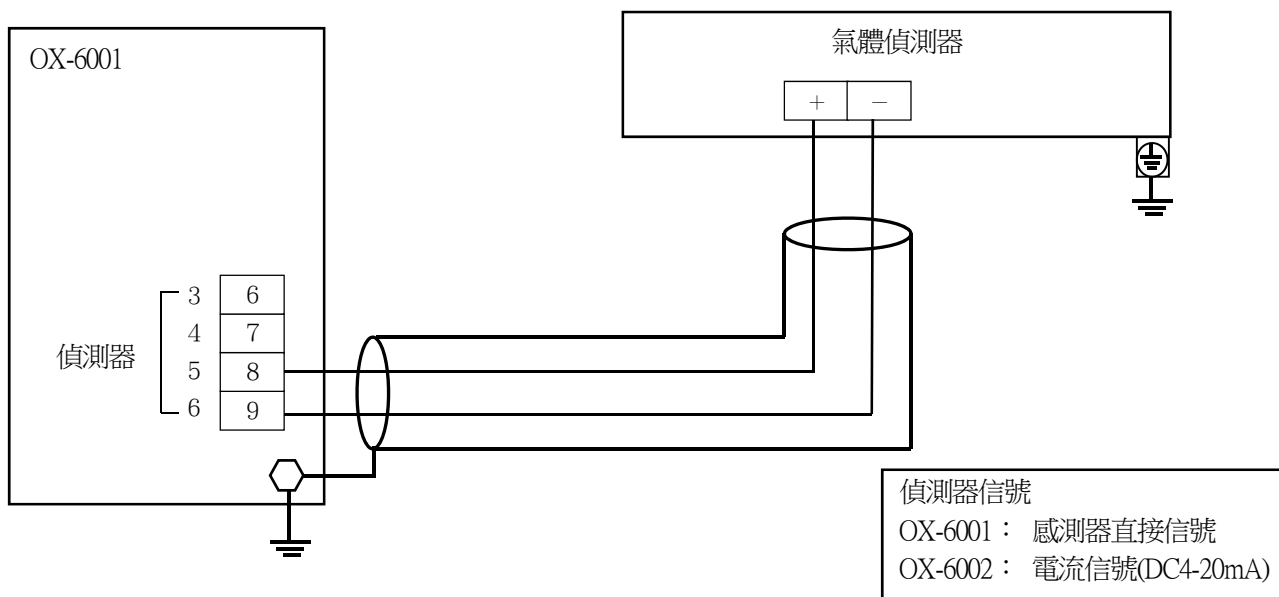 OX-6001
氣體偵測器
+ −
3 6
4 7
偵測器
5 8
6 9
偵測器信號
OX-6001： 感測器直接信號
OX-6002： 電流信號(DC4-20mA)